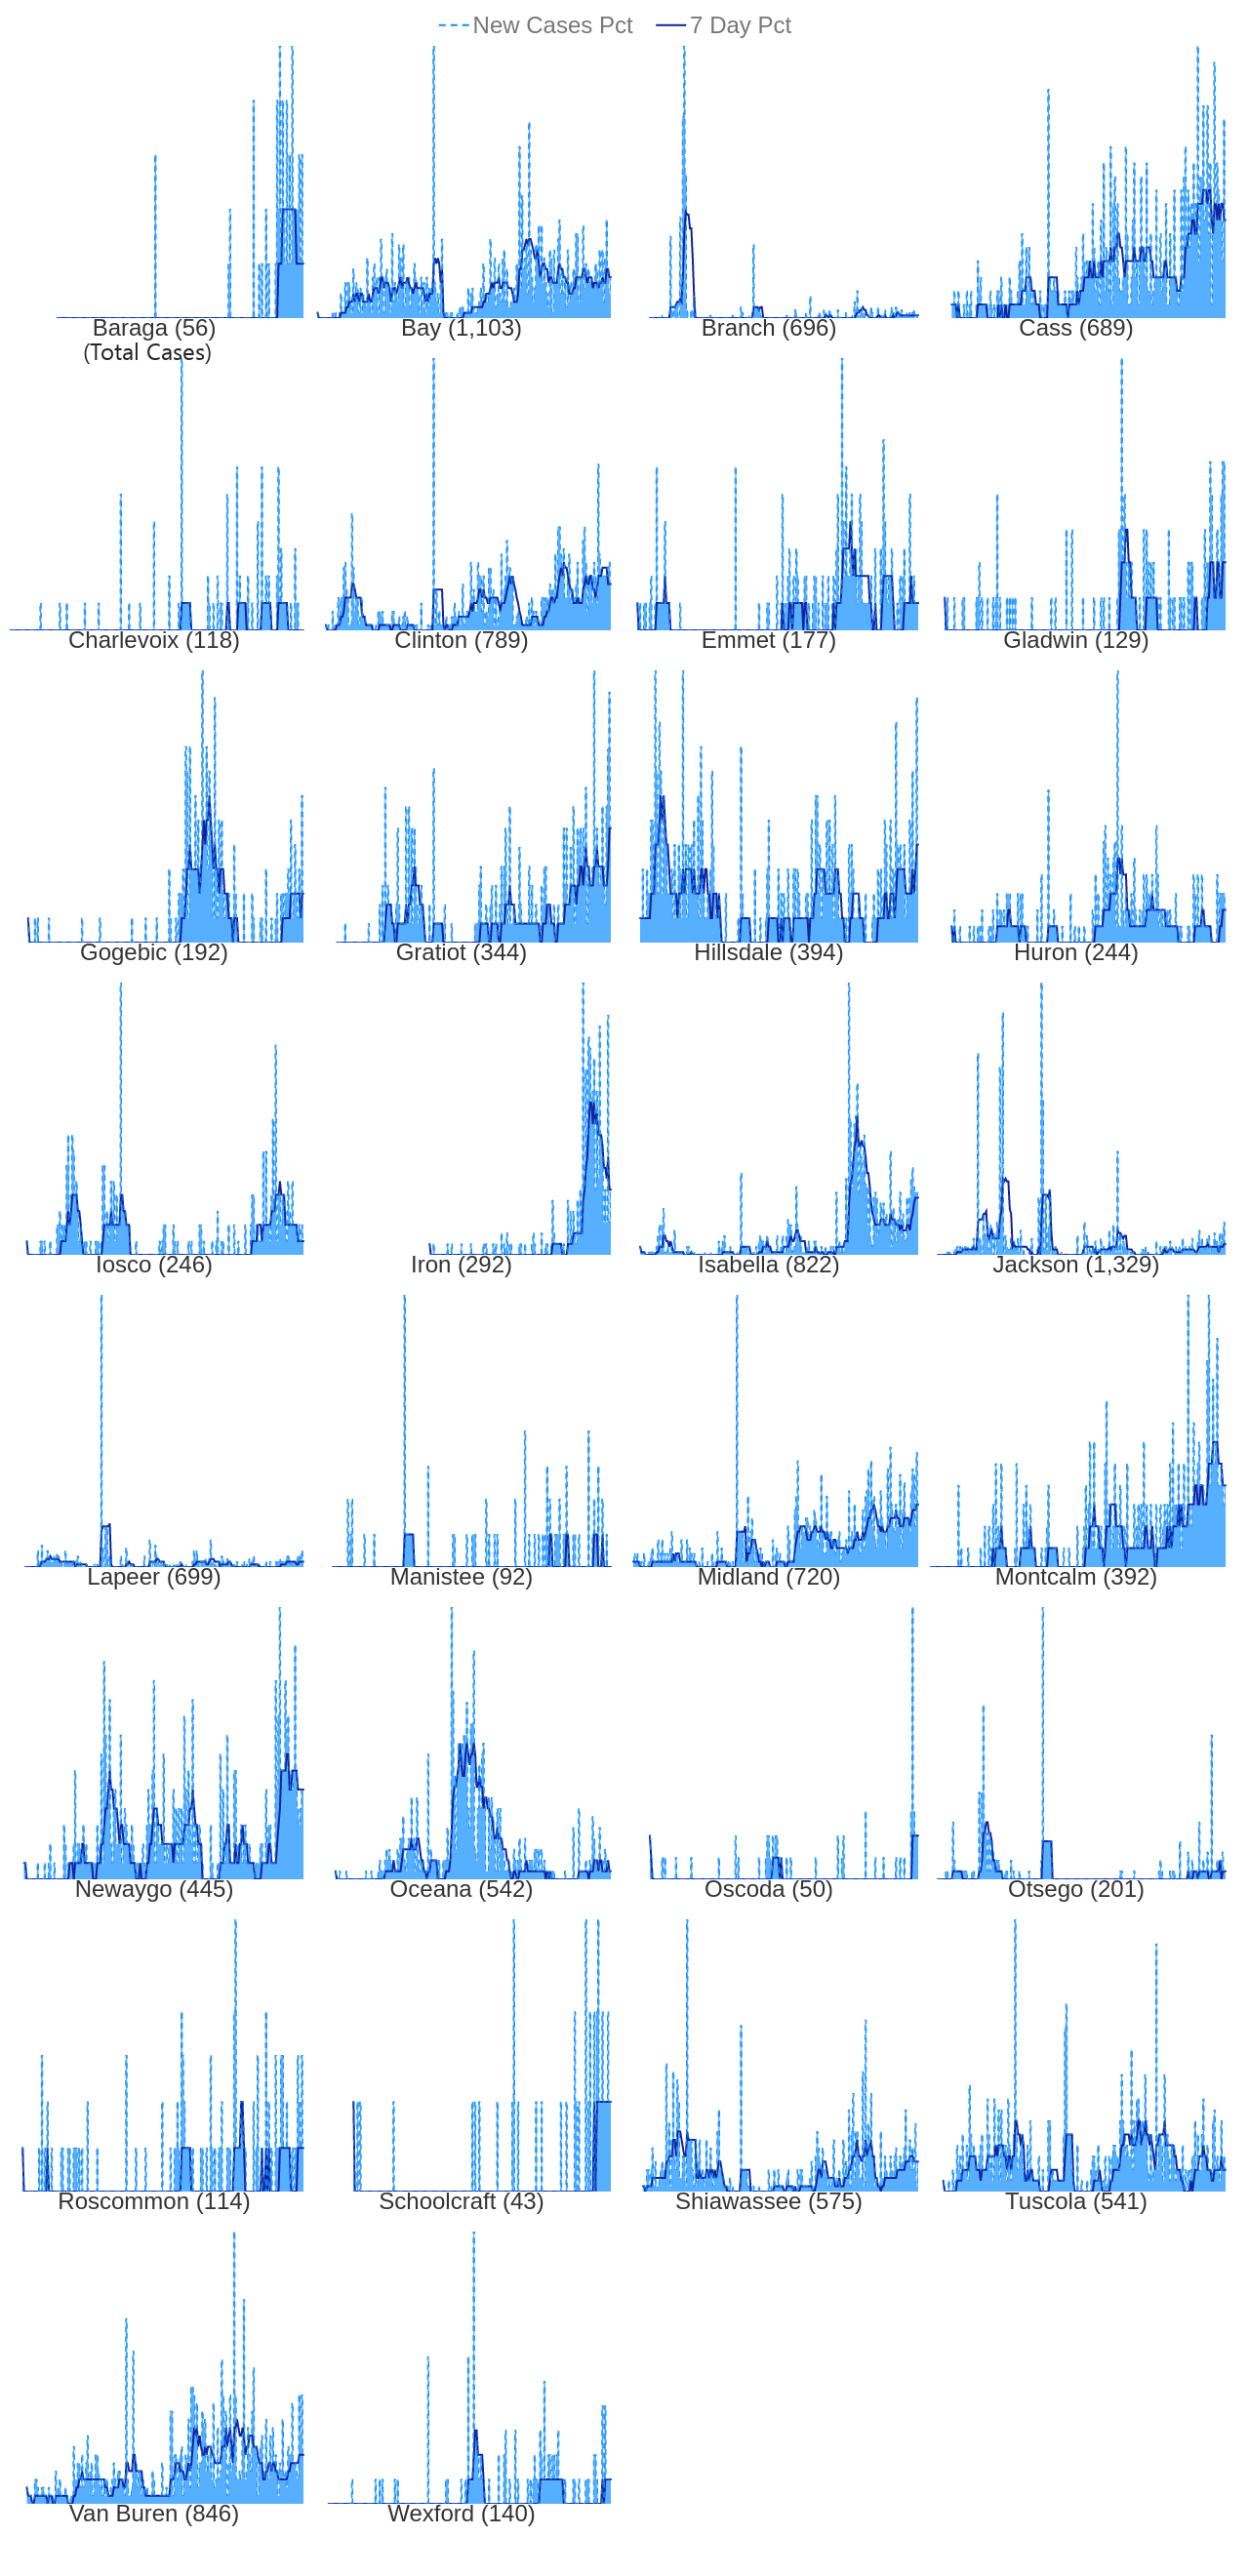 New Cases Pct 7 Day Pct
Baraga (56) Bay (1,103) Branch (696) Cass (689)
(Total Cases)
Charlevoix (118) Clinton (789) Emmet (177) Gladwin (129)
Gogebic (192) Gratiot (344) Hillsdale (394) Huron (244)
Iosco (246) Iron (292) Isabella (822) Jackson (1,329)
Lapeer (699) Manistee (92) Midland (720) Montcalm (392)
Newaygo (445) Oceana (542) Oscoda (50) Otsego (201)
Roscommon (114) Schoolcraft (43) Shiawassee (575) Tuscola (541)
Van Buren (846) Wexford (140)